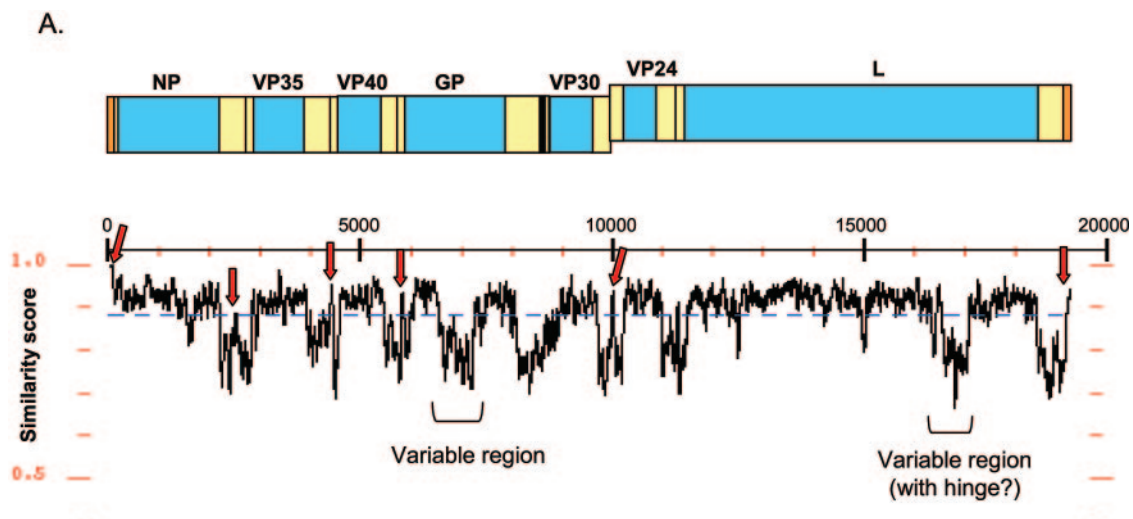 A.
NP VP35 VP40 GP VP30 VP24 L
0 5000 10000 15000 20000
1.0
Similarity score
0.5
Variable region
Variable region
(with hinge?)